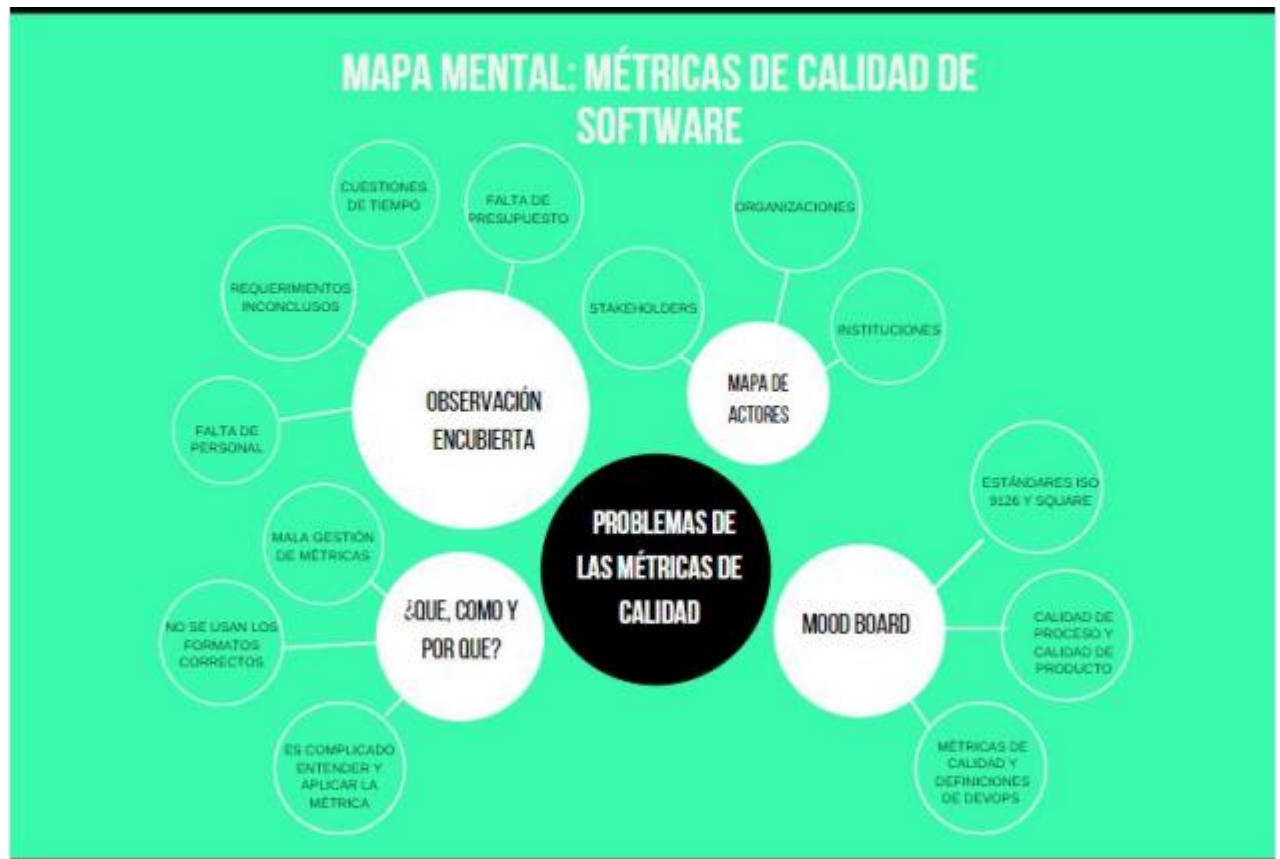 MAPA MENTAL: MÉTRICAS DE CALIDAD DE
SOFTWARE
CUESTIONES
DE TIEMPO
FALTA DE
PRESUPUESTO
REQUERIMIENTOS
INCONCLUSOS
FALTA DE
PERSONAL
OBSERVACIÓN
ENCUBIERTA
ORGANIZACIONES
STAKEHOLDERS
INSTITUCIONES
MAPA DE
ACTORES
PROBLEMAS DE
LAS MÉTRICAS DE
CALIDAD
MALA GESTIÓN
DE MÉTRICAS
NO SE USAN LOS
FORMATOS
CORRECTOS
ES COMPLICADO
ENTENDER Y
APLICAR LA
MÉTRICA
¿QUE, COMO Y
POR QUE?
MOOD BOARD
ESTÁNDARES ISO
9126 Y SQUARE
CALIDAD DE
PROCESO Y
CALIDAD DE
PRODUCTO
MÉTRICAS DE
CALIDAD Y
DEFINICIONES
DE DEVOPS